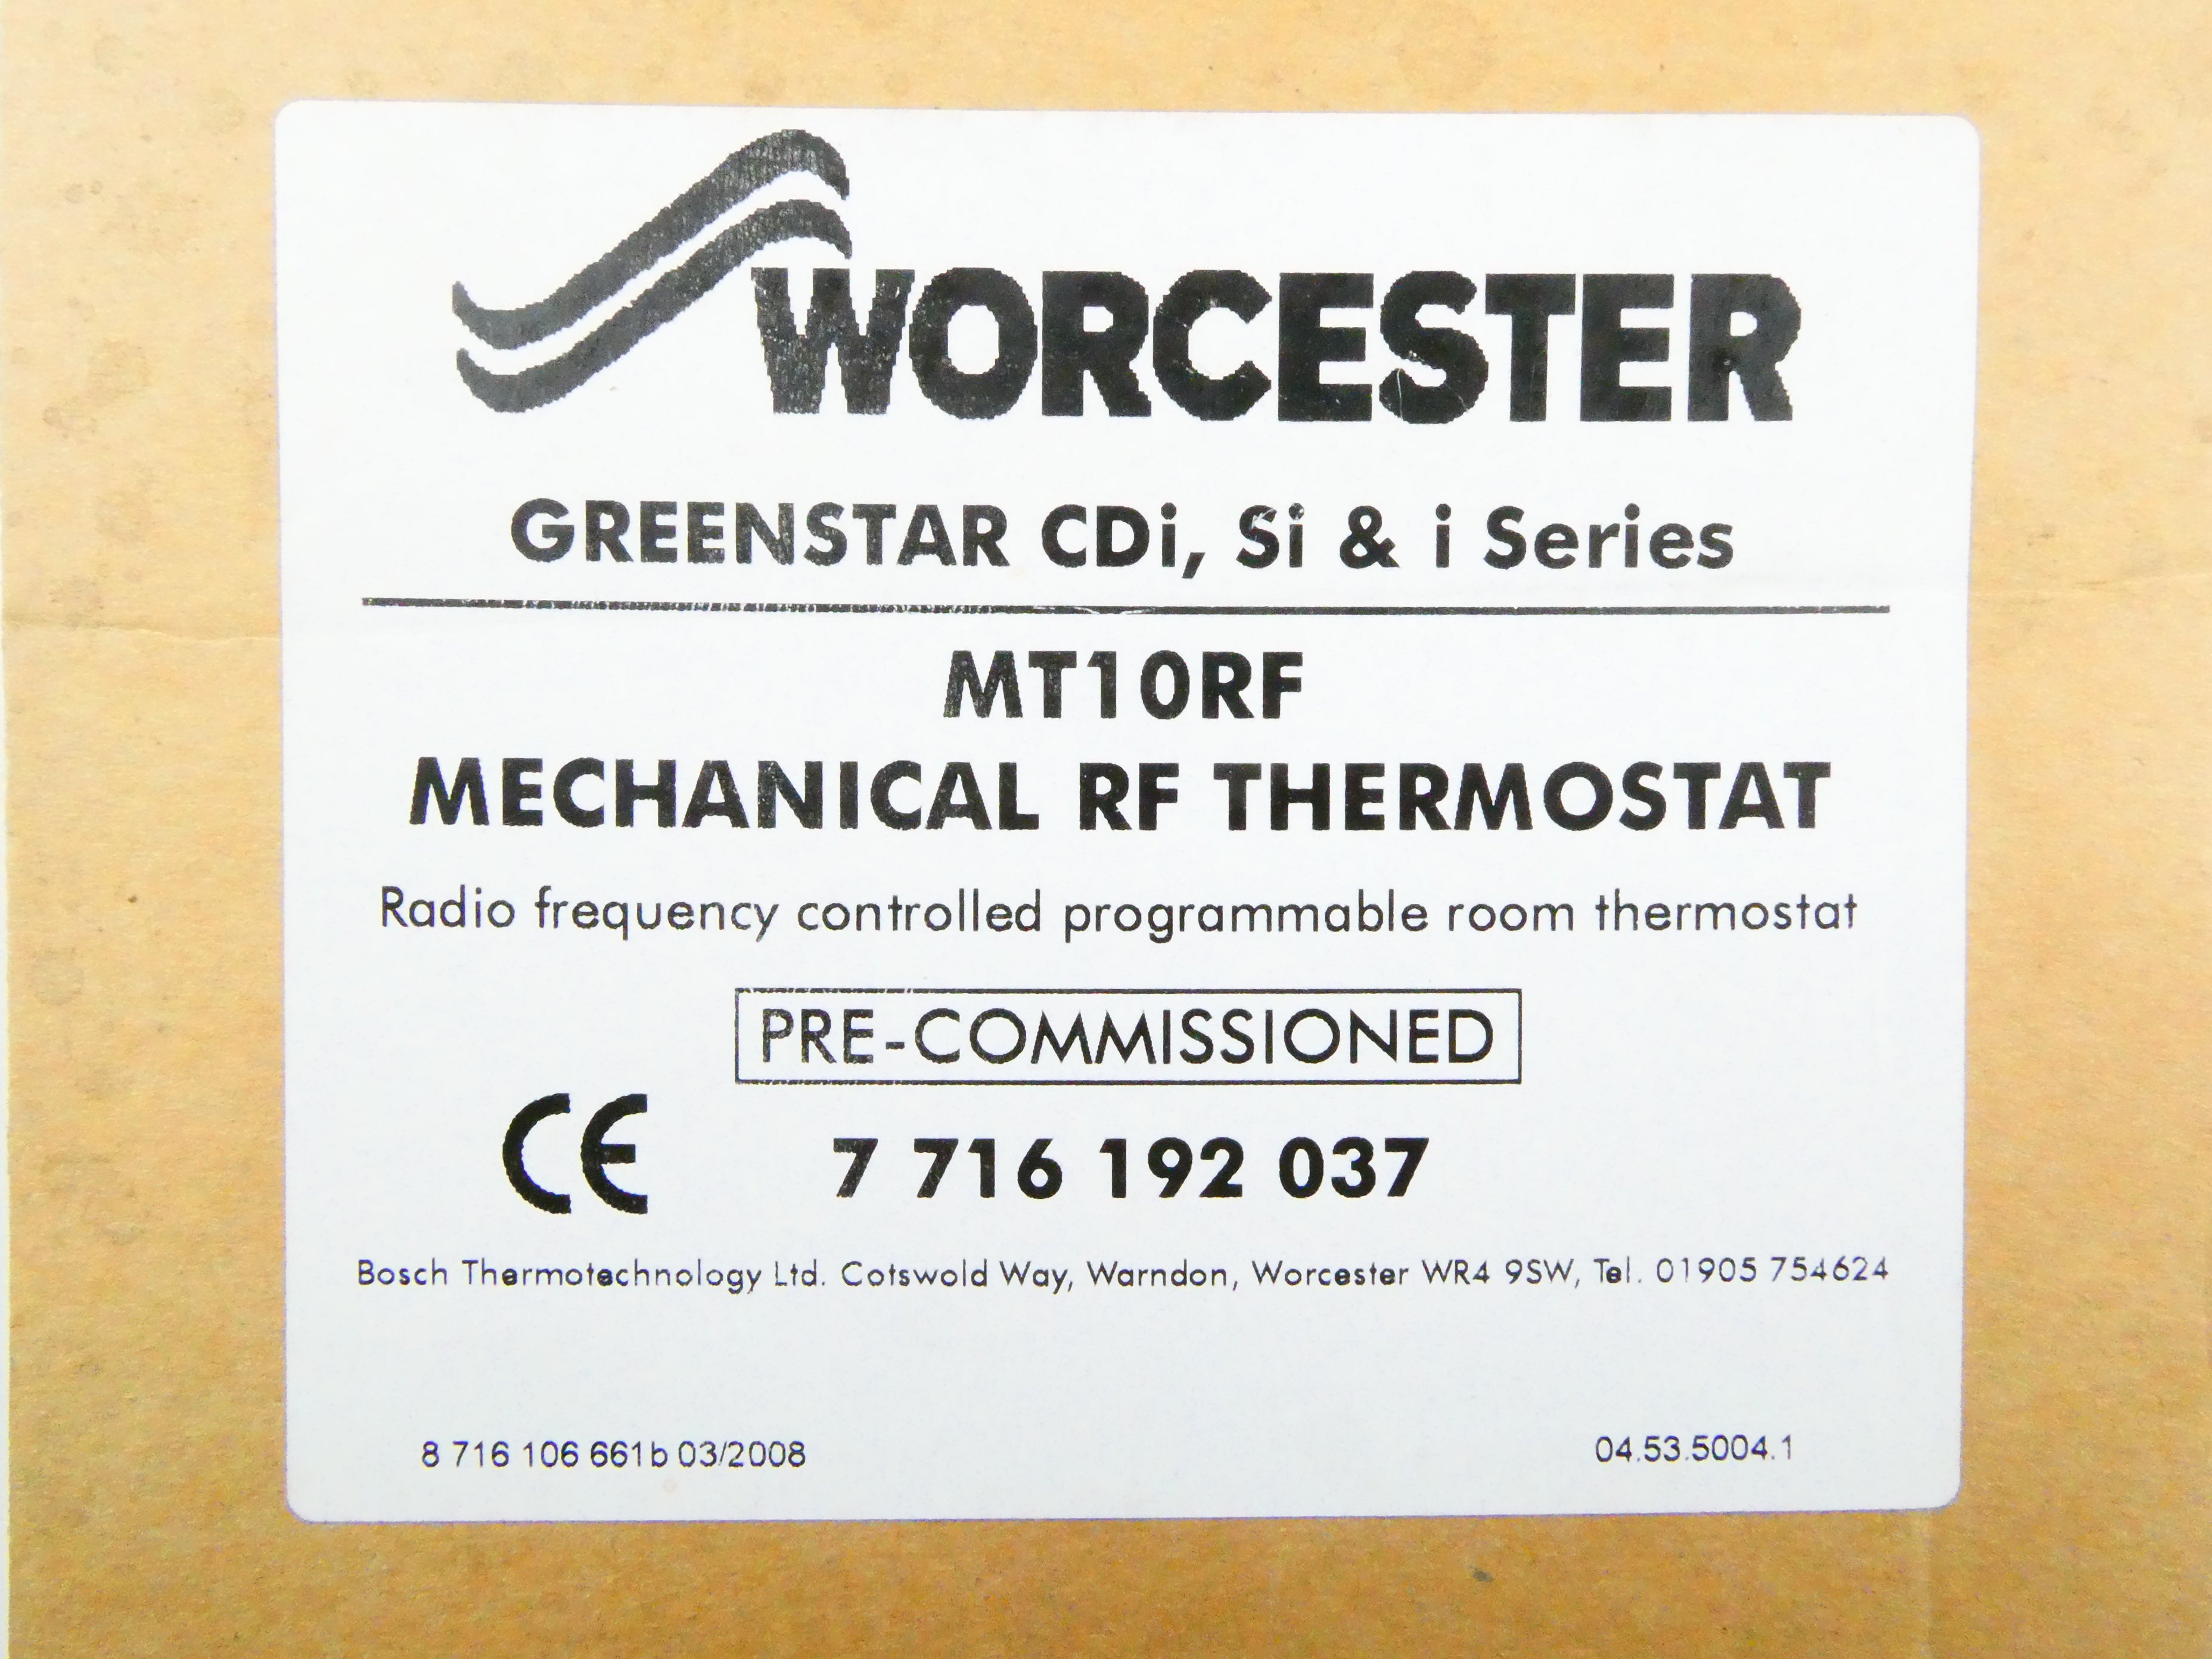 WORCESTER
GREENSTAR CDi, Si & i Series
MT10RF
MECHANICAL RF THERMOSTAT
Radio frequency controlled programmable room thermostat
PRE-COMMISSIONED
CE 7 716 192 037
Bosch Thermotechnology Ltd. Cotswold Way, Warndon, Worcester WR4 9SW, Tel. 01905 754624
8 716 106 661b 03/2008 04.53.5004.1